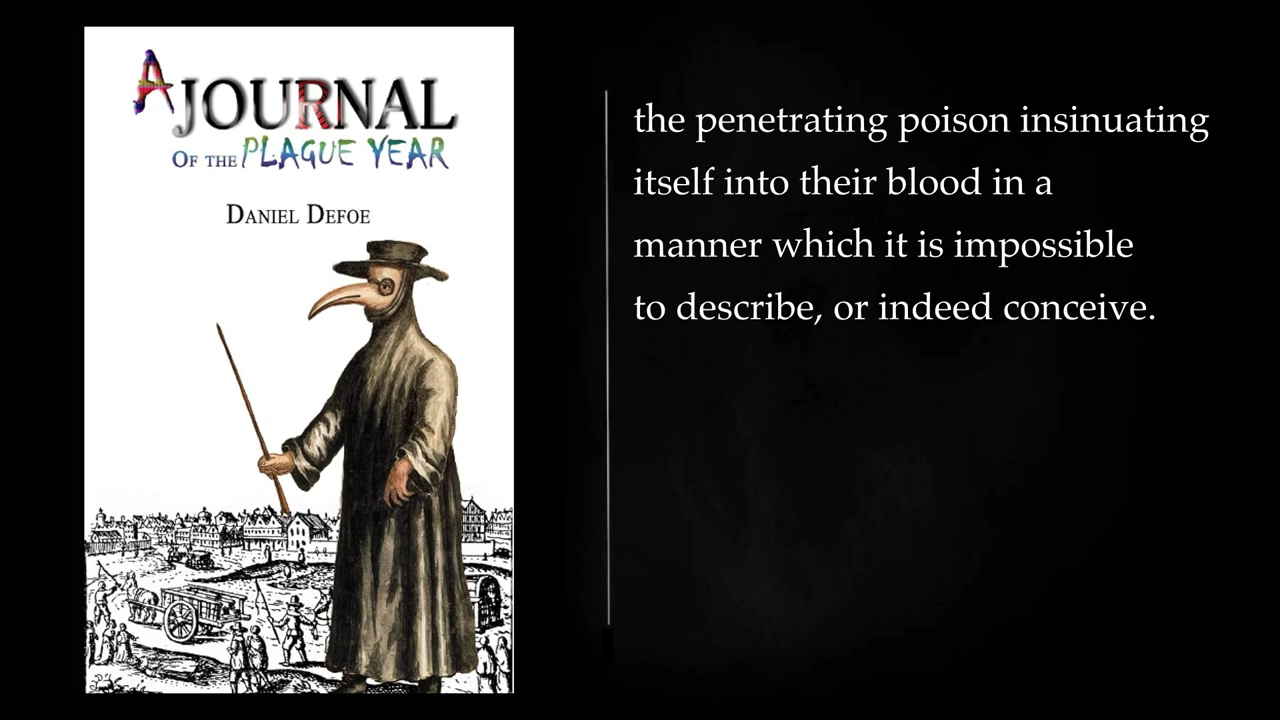 A JOURNAL
OF THE PLAGUE YEAR
DANIEL DEFOE
the penetrating poison insinuating
itself into their blood in a
manner which it is impossible
to describe, or indeed conceive.